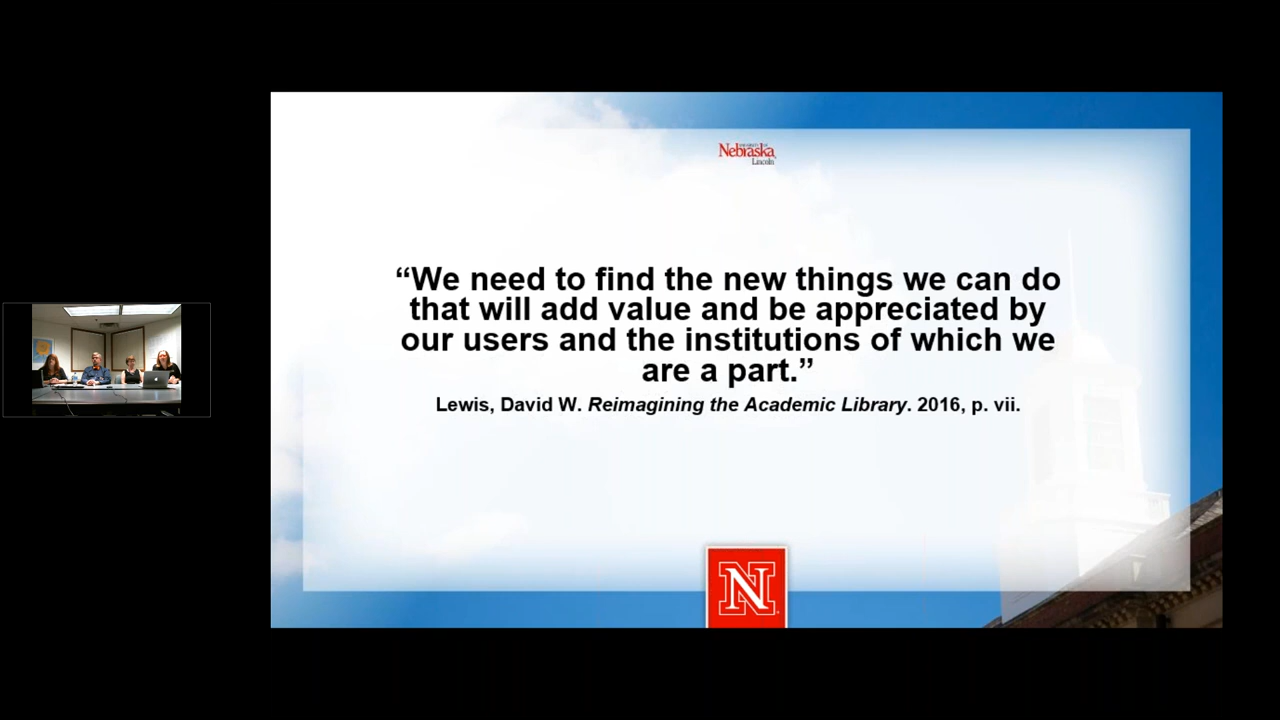 Nebraska
Lincoln
“We need to find the new things we can do
that will add value and be appreciated by
our users and the institutions of which we
are a part.”
Lewis, David W. Reimagining the Academic Library. 2016, p. vii.
N